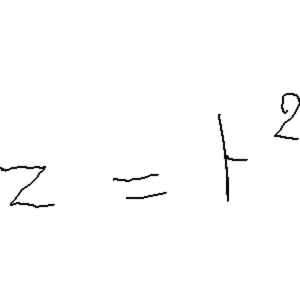 z = t²